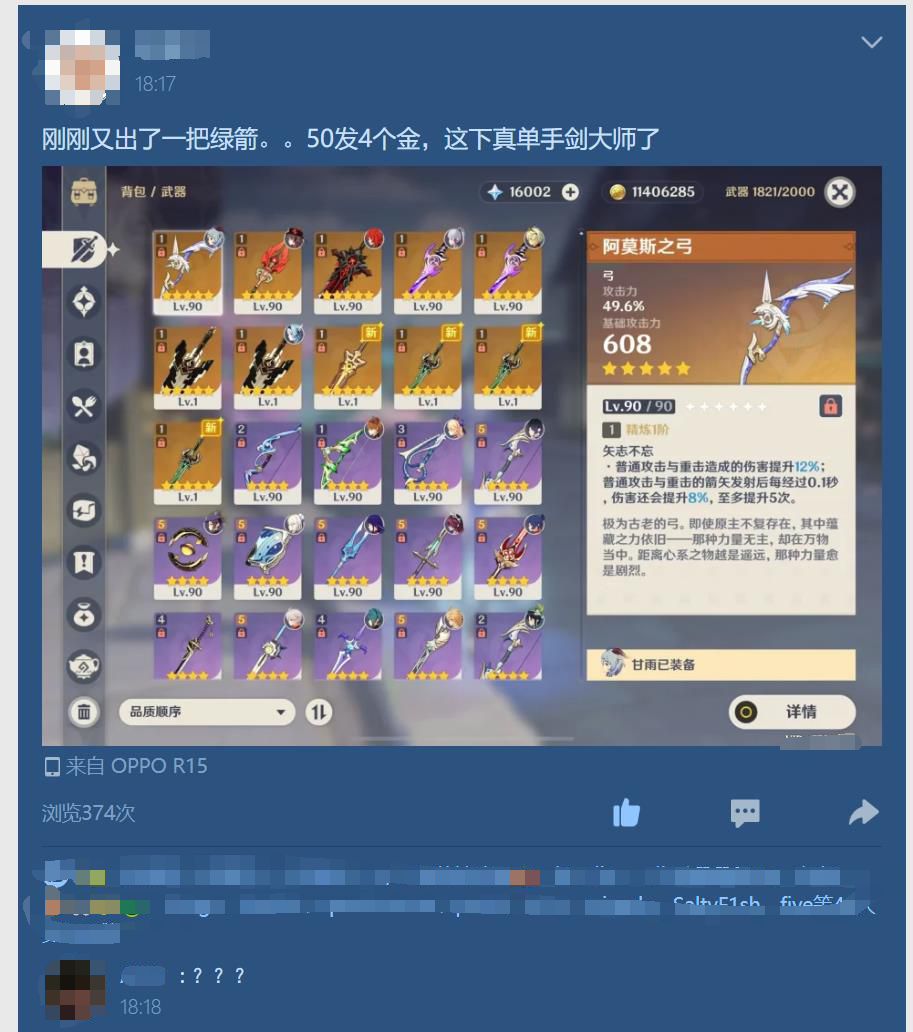 18:17
刚刚又出了一把绿箭。。50发4个金，这下真单手剑大师了
背包 / 武器
16002
11406285
武器 1821/2000
1 1 1 1 1
Lv.90 Lv.90 Lv.90 Lv.90 Lv.90
1 1 1新 1新 1新
Lv.1 Lv.1 Lv.1 Lv.1 Lv.1
1新 2 1 3 5
Lv.1 Lv.90 Lv.90 Lv.90 Lv.90
5 5 5 5 5
Lv.90 Lv.90 Lv.90 Lv.90 Lv.90
4 5 4 5 2
品质顺序
阿莫斯之弓
弓
攻击力
49.6%
基础攻击力
608
Lv.90 / 90
1 精炼1阶
矢志不忘
·普通攻击与重击造成的伤害提升12%；
普通攻击与重击的箭矢发射后每经过0.1秒
，伤害还会提升8%，至多提升5次。
极为古老的弓。即使原主不复存在，其中蕴
藏之力依旧——那种力量无主，却在万物
当中。距离心系之物越是遥远，那种力量愈
是剧烈。
甘雨已装备
详情
来自 OPPO R15
浏览374次
SaltyF1sh、five等4
:？？？
18:18